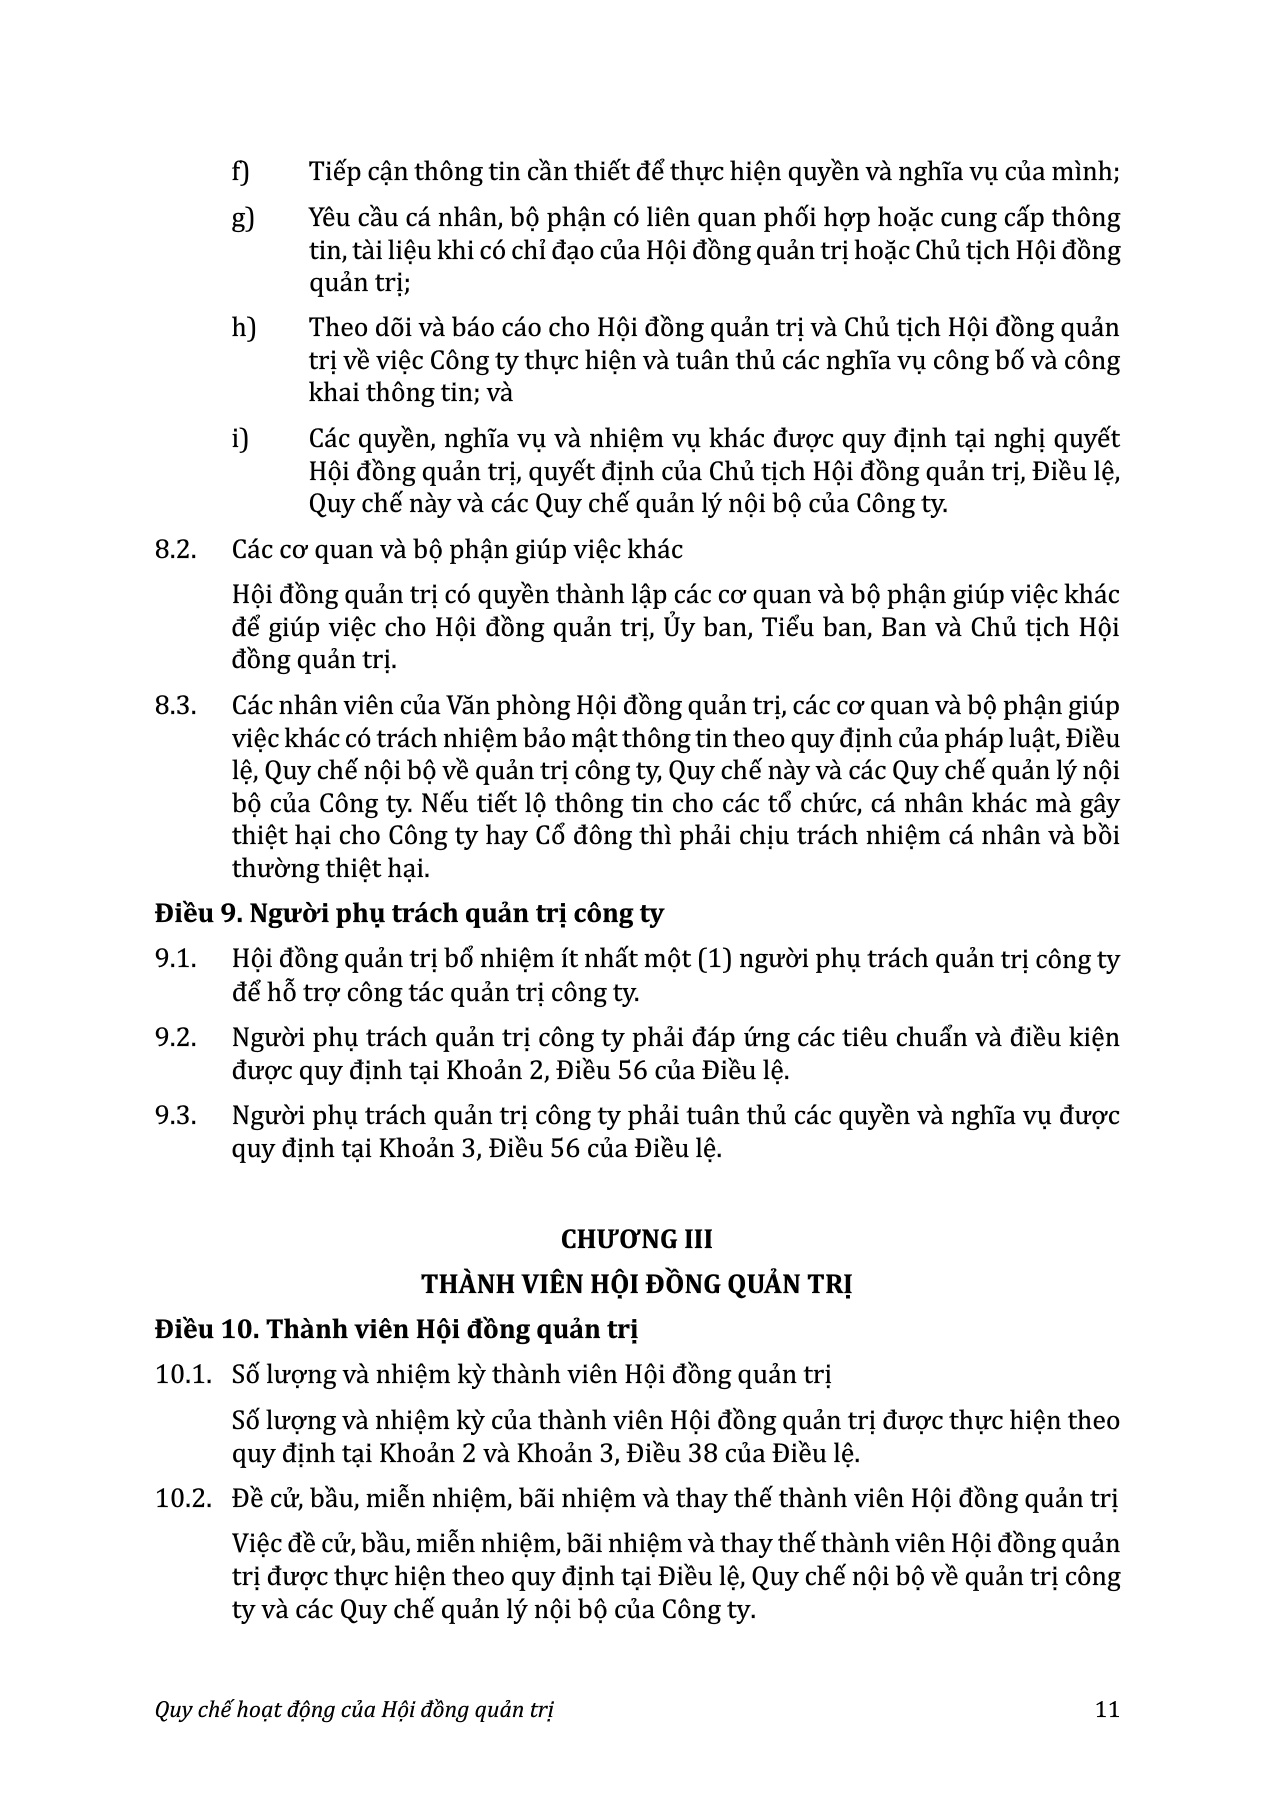 f) Tiếp cận thông tin cần thiết để thực hiện quyền và nghĩa vụ của mình;
g) Yêu cầu cá nhân, bộ phận có liên quan phối hợp hoặc cung cấp thông
tin, tài liệu khi có chỉ đạo của Hội đồng quản trị hoặc Chủ tịch Hội đồng
quản trị;
h) Theo dõi và báo cáo cho Hội đồng quản trị và Chủ tịch Hội đồng quản
trị về việc Công ty thực hiện và tuân thủ các nghĩa vụ công bố và công
khai thông tin; và
i) Các quyền, nghĩa vụ và nhiệm vụ khác được quy định tại nghị quyết
Hội đồng quản trị, quyết định của Chủ tịch Hội đồng quản trị, Điều lệ,
Quy chế này và các Quy chế quản lý nội bộ của Công ty.
8.2. Các cơ quan và bộ phận giúp việc khác
Hội đồng quản trị có quyền thành lập các cơ quan và bộ phận giúp việc khác
để giúp việc cho Hội đồng quản trị, Ủy ban, Tiểu ban, Ban và Chủ tịch Hội
đồng quản trị.
8.3. Các nhân viên của Văn phòng Hội đồng quản trị, các cơ quan và bộ phận giúp
việc khác có trách nhiệm bảo mật thông tin theo quy định của pháp luật, Điều
lệ, Quy chế nội bộ về quản trị công ty, Quy chế này và các Quy chế quản lý nội
bộ của Công ty. Nếu tiết lộ thông tin cho các tổ chức, cá nhân khác mà gây
thiệt hại cho Công ty hay Cổ đông thì phải chịu trách nhiệm cá nhân và bồi
thường thiệt hại.
Điều 9. Người phụ trách quản trị công ty
9.1. Hội đồng quản trị bổ nhiệm ít nhất một (1) người phụ trách quản trị công ty
để hỗ trợ công tác quản trị công ty.
9.2. Người phụ trách quản trị công ty phải đáp ứng các tiêu chuẩn và điều kiện
được quy định tại Khoản 2, Điều 56 của Điều lệ.
9.3. Người phụ trách quản trị công ty phải tuân thủ các quyền và nghĩa vụ được
quy định tại Khoản 3, Điều 56 của Điều lệ.
CHƯƠNG III
THÀNH VIÊN HỘI ĐỒNG QUẢN TRỊ
Điều 10. Thành viên Hội đồng quản trị
10.1. Số lượng và nhiệm kỳ thành viên Hội đồng quản trị
Số lượng và nhiệm kỳ của thành viên Hội đồng quản trị được thực hiện theo
quy định tại Khoản 2 và Khoản 3, Điều 38 của Điều lệ.
10.2. Đề cử, bầu, miễn nhiệm, bãi nhiệm và thay thế thành viên Hội đồng quản trị
Việc đề cử, bầu, miễn nhiệm, bãi nhiệm và thay thế thành viên Hội đồng quản
trị được thực hiện theo quy định tại Điều lệ, Quy chế nội bộ về quản trị công
ty và các Quy chế quản lý nội bộ của Công ty.
Quy chế hoạt động của Hội đồng quản trị 11